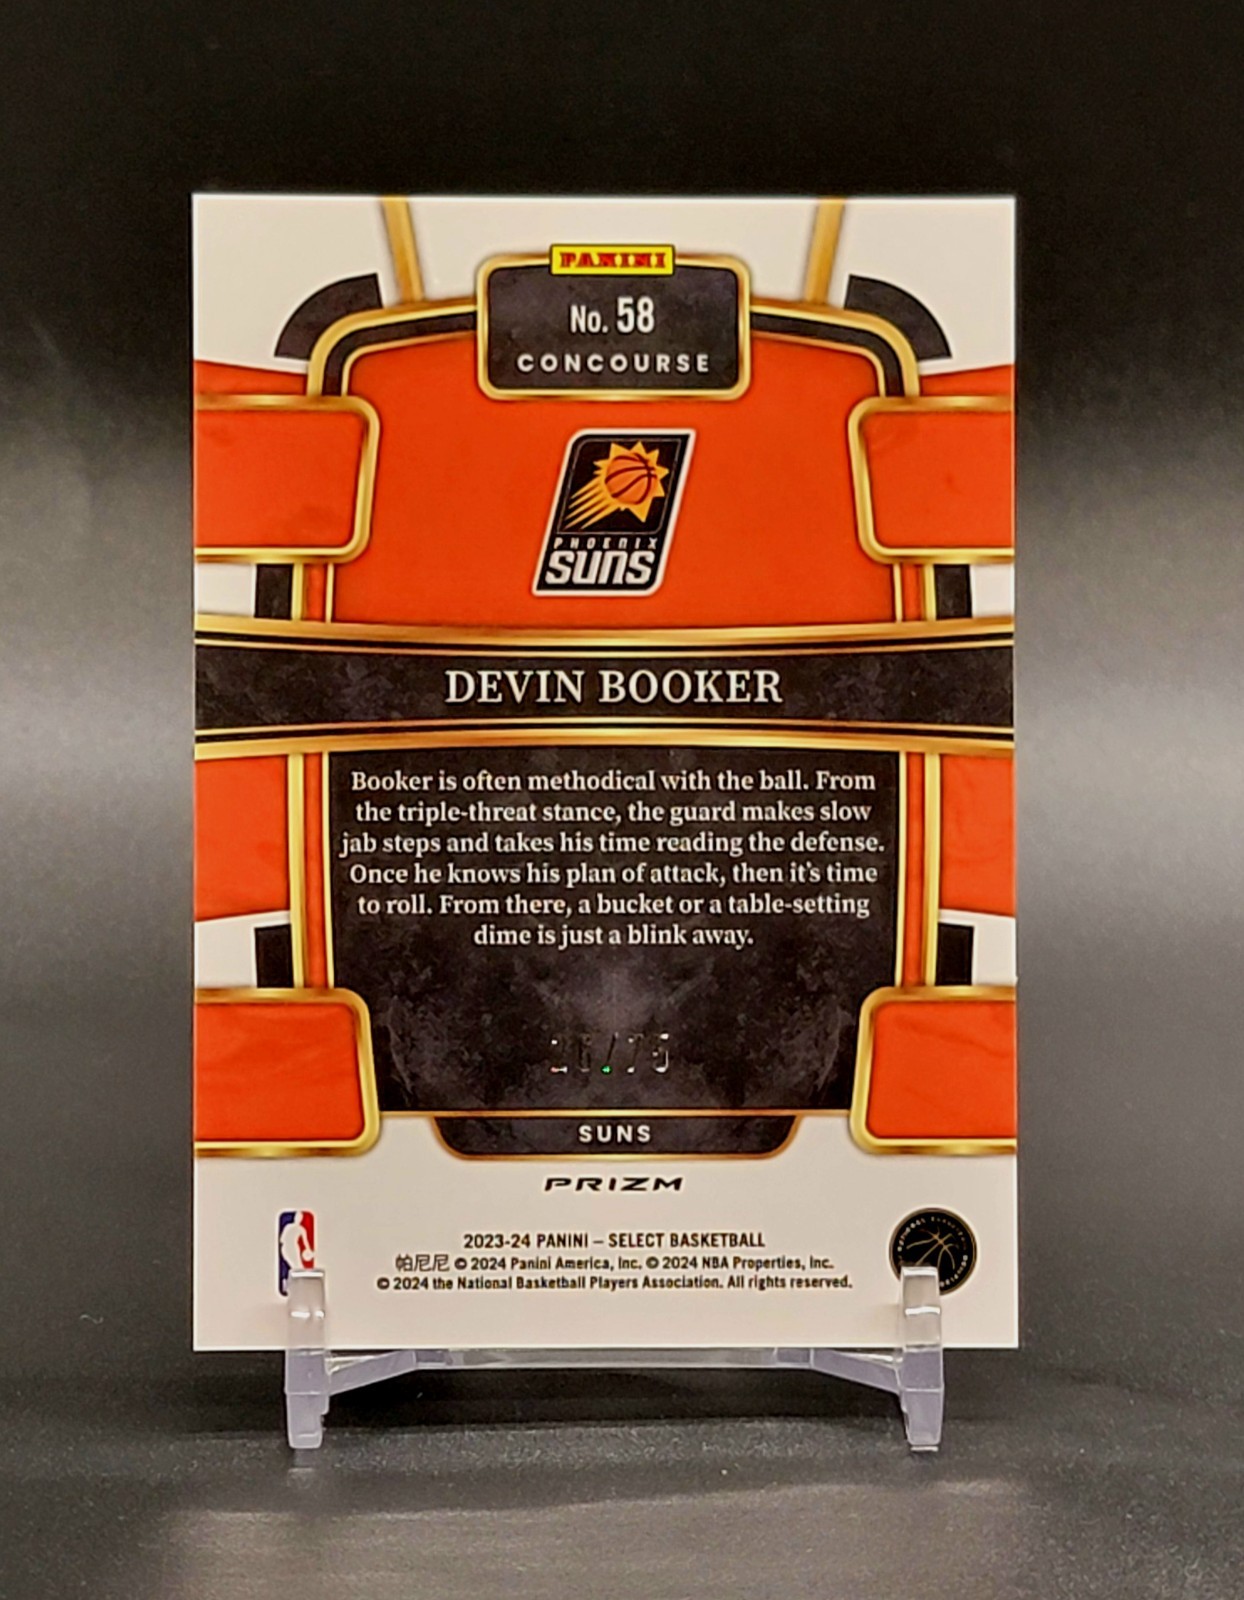 PANINI
No. 58
CONCOURSE
PHOENIX
SUNS
DEVIN BOOKER
Booker is often methodical with the ball. From
the triple-threat stance, the guard makes slow
jab steps and takes his time reading the defense.
Once he knows his plan of attack, then it's time
to roll. From there, a bucket or a table-setting
dime is just a blink away.
SUNS
PRIZM
2023-24 PANINI – SELECT BASKETBALL
帕尼尼 © 2024 Panini America, Inc. © 2024 NBA Properties, Inc.
© 2024 the National Basketball Players Association. All rights reserved.